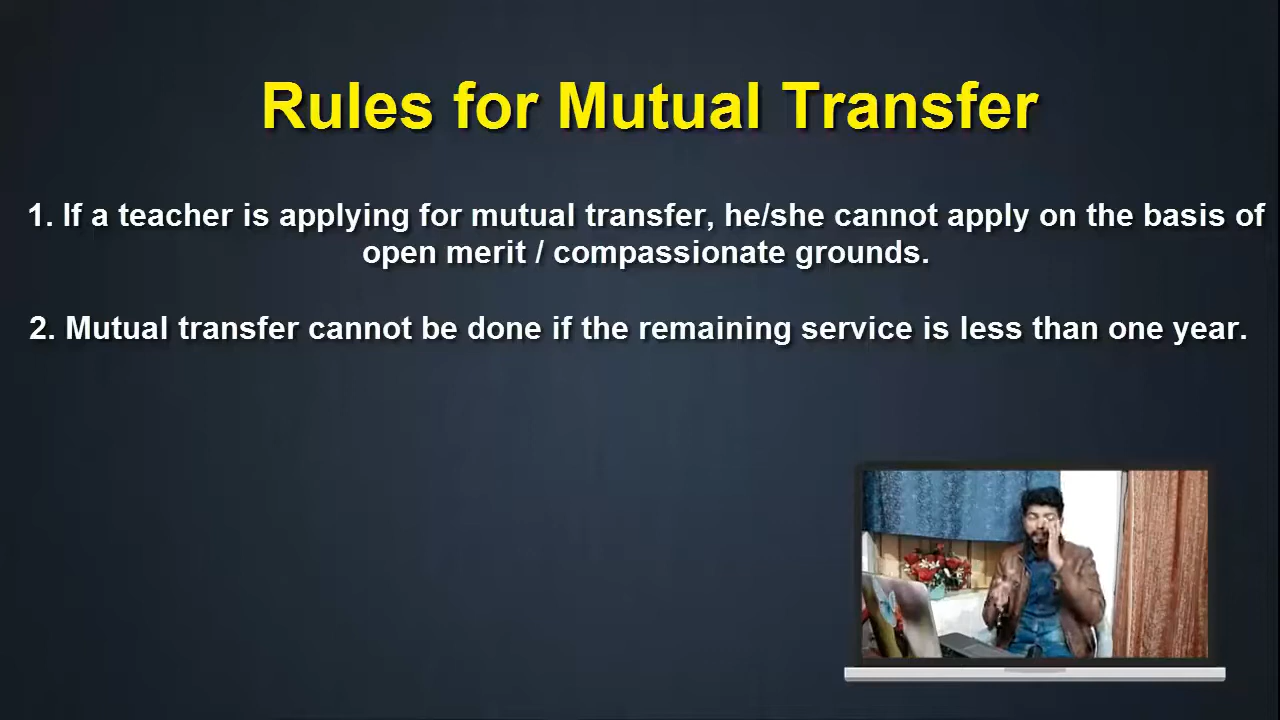 Rules for Mutual Transfer
1. If a teacher is applying for mutual transfer, he/she cannot apply on the basis of
open merit / compassionate grounds.
2. Mutual transfer cannot be done if the remaining service is less than one year.